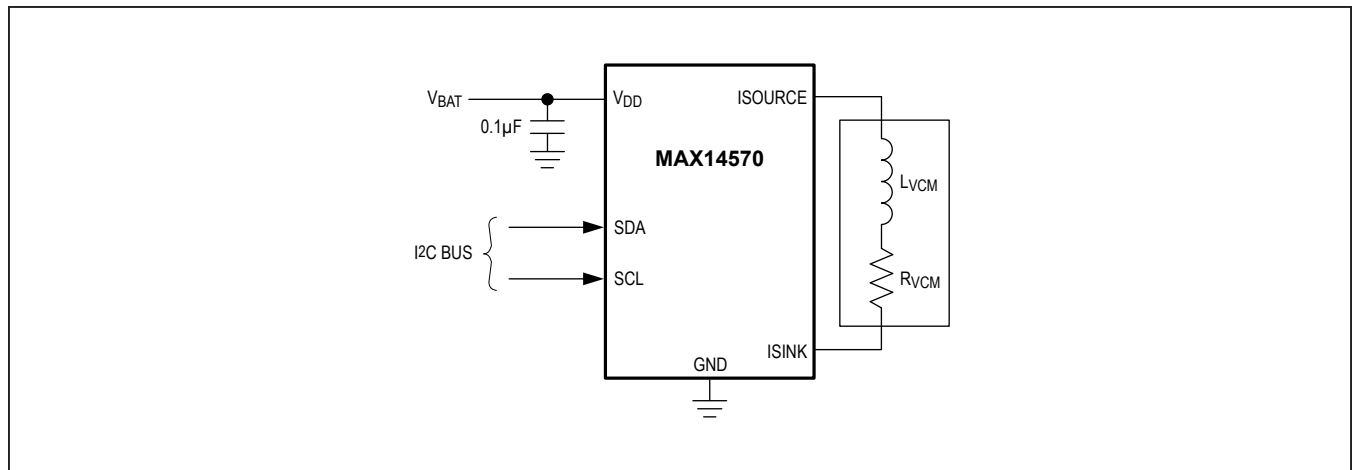 VBAT
VDD
ISOURCE
0.1µF
MAX14570
LVCM
SDA
I2C BUS
SCL
RVCM
ISINK
GND